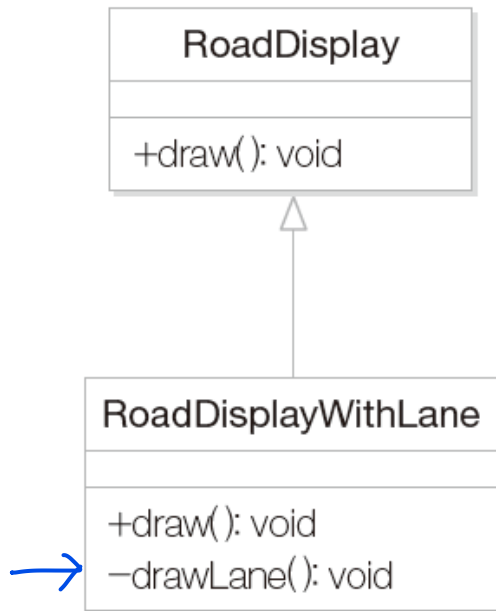 RoadDisplay
+draw(): void
RoadDisplayWithLane
+draw(): void
−drawLane(): void